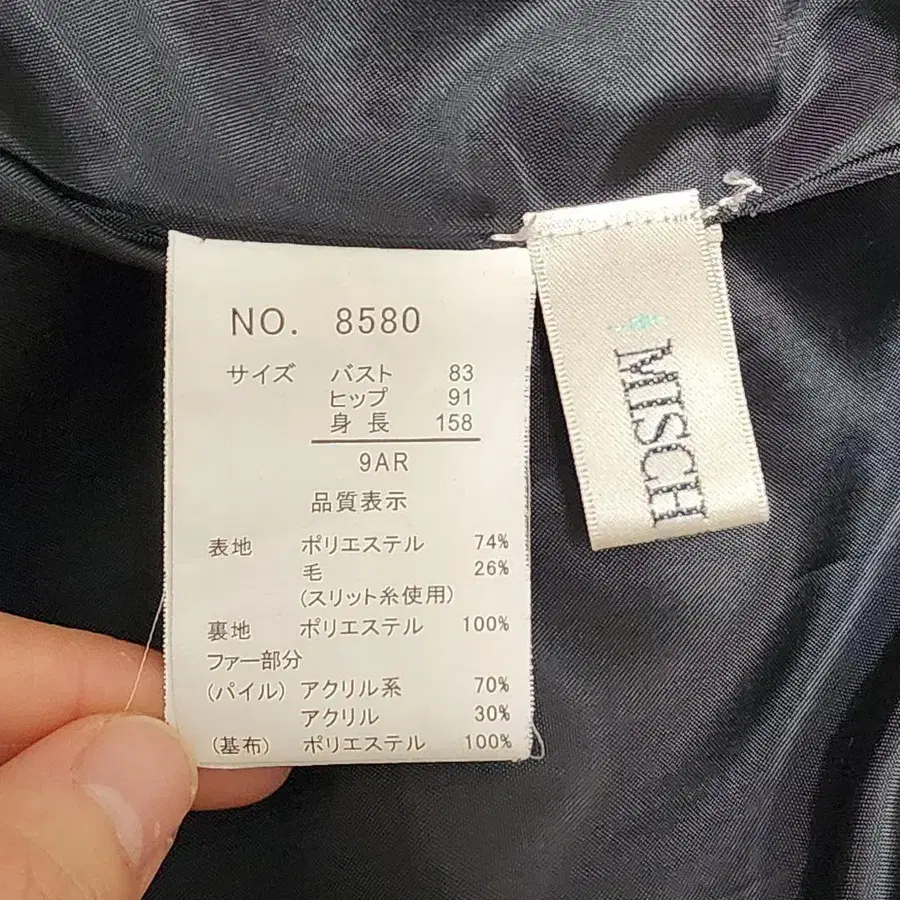 NO. 8580
サイズ バスト 83
ヒップ 91
身長 158
9AR
品質表示
表地 ポリエステル 74%
毛 26%
(スリット糸使用)
裏地 ポリエステル 100%
ファー部分
(パイル) アクリル系 70%
アクリル 30%
(基布) ポリエステル 100%
MISCH